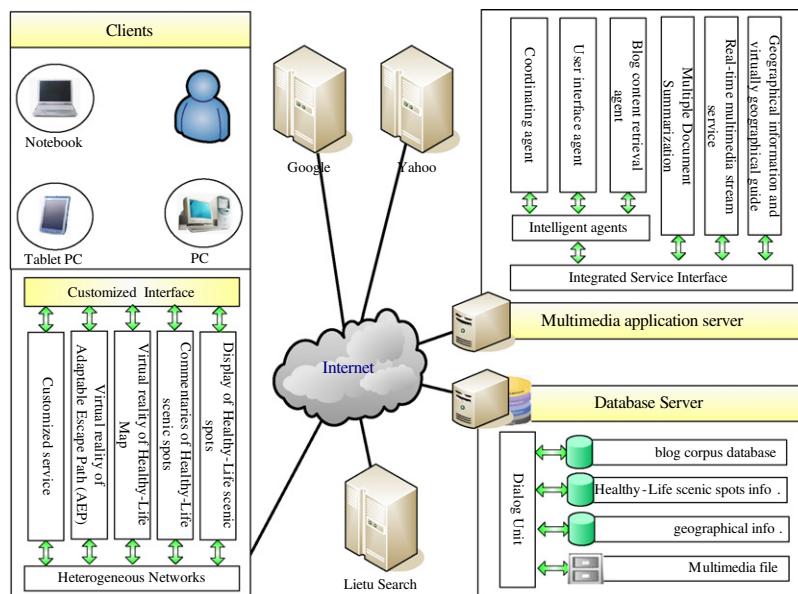 Clients
Notebook
Tablet PC
PC
Customized Interface
Customized service
Virtual reality of
Adaptable Escape Path (AEP)
Virtual reality of Healthy-Life
Map
Commentaries of Healthy-Life
scenic spots
Display of Healthy-Life scenic
spots
Heterogeneous Networks
Google
Yahoo
Internet
Lietu Search
Coordinating agent
User interface agent
Blog content retrieval
agent
Multiple Document
Summarization
Real-time multimedia stream
service
Geographical information and
virtually geographical guide
Intelligent agents
Integrated Service Interface
Multimedia application server
Database Server
Dialog Unit
blog corpus database
Healthy-Life scenic spots info .
geographical info .
Multimedia file